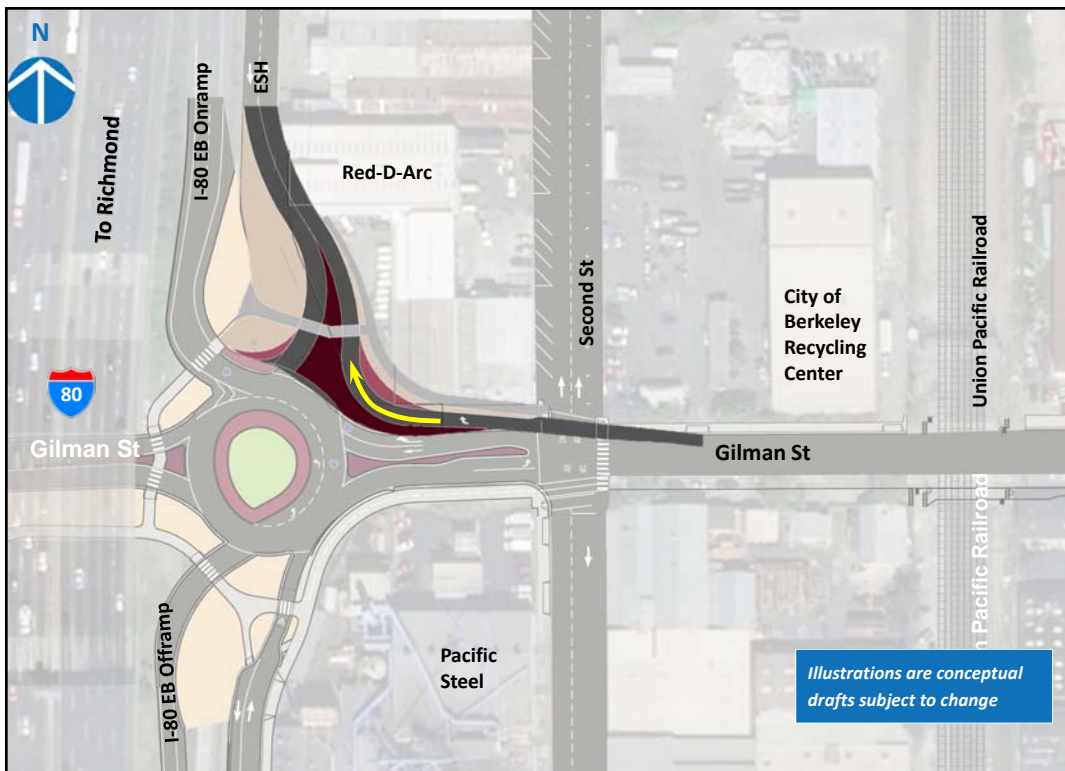 N
ESH
I-80 EB Onramp
To Richmond
Red-D-Arc
Second St
City of
Berkeley
Recycling
Center
Union Pacific Railroad
80
Gilman St
Gilman St
n Pacific Railroad
I-80 EB Offramp
Pacific
Steel
Illustrations are conceptual
drafts subject to change